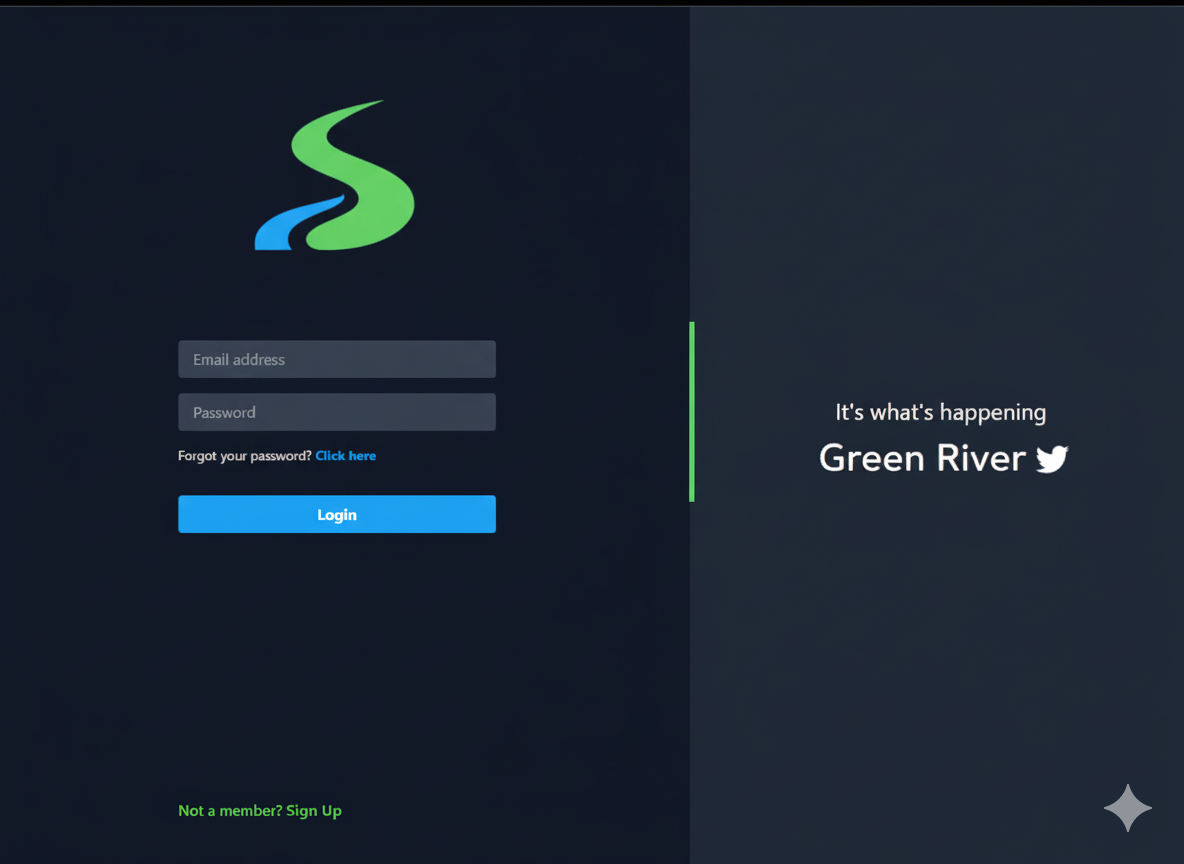 Email address
Password
Forgot your password? Click here
Login
Not a member? Sign Up
It's what's happening
Green River